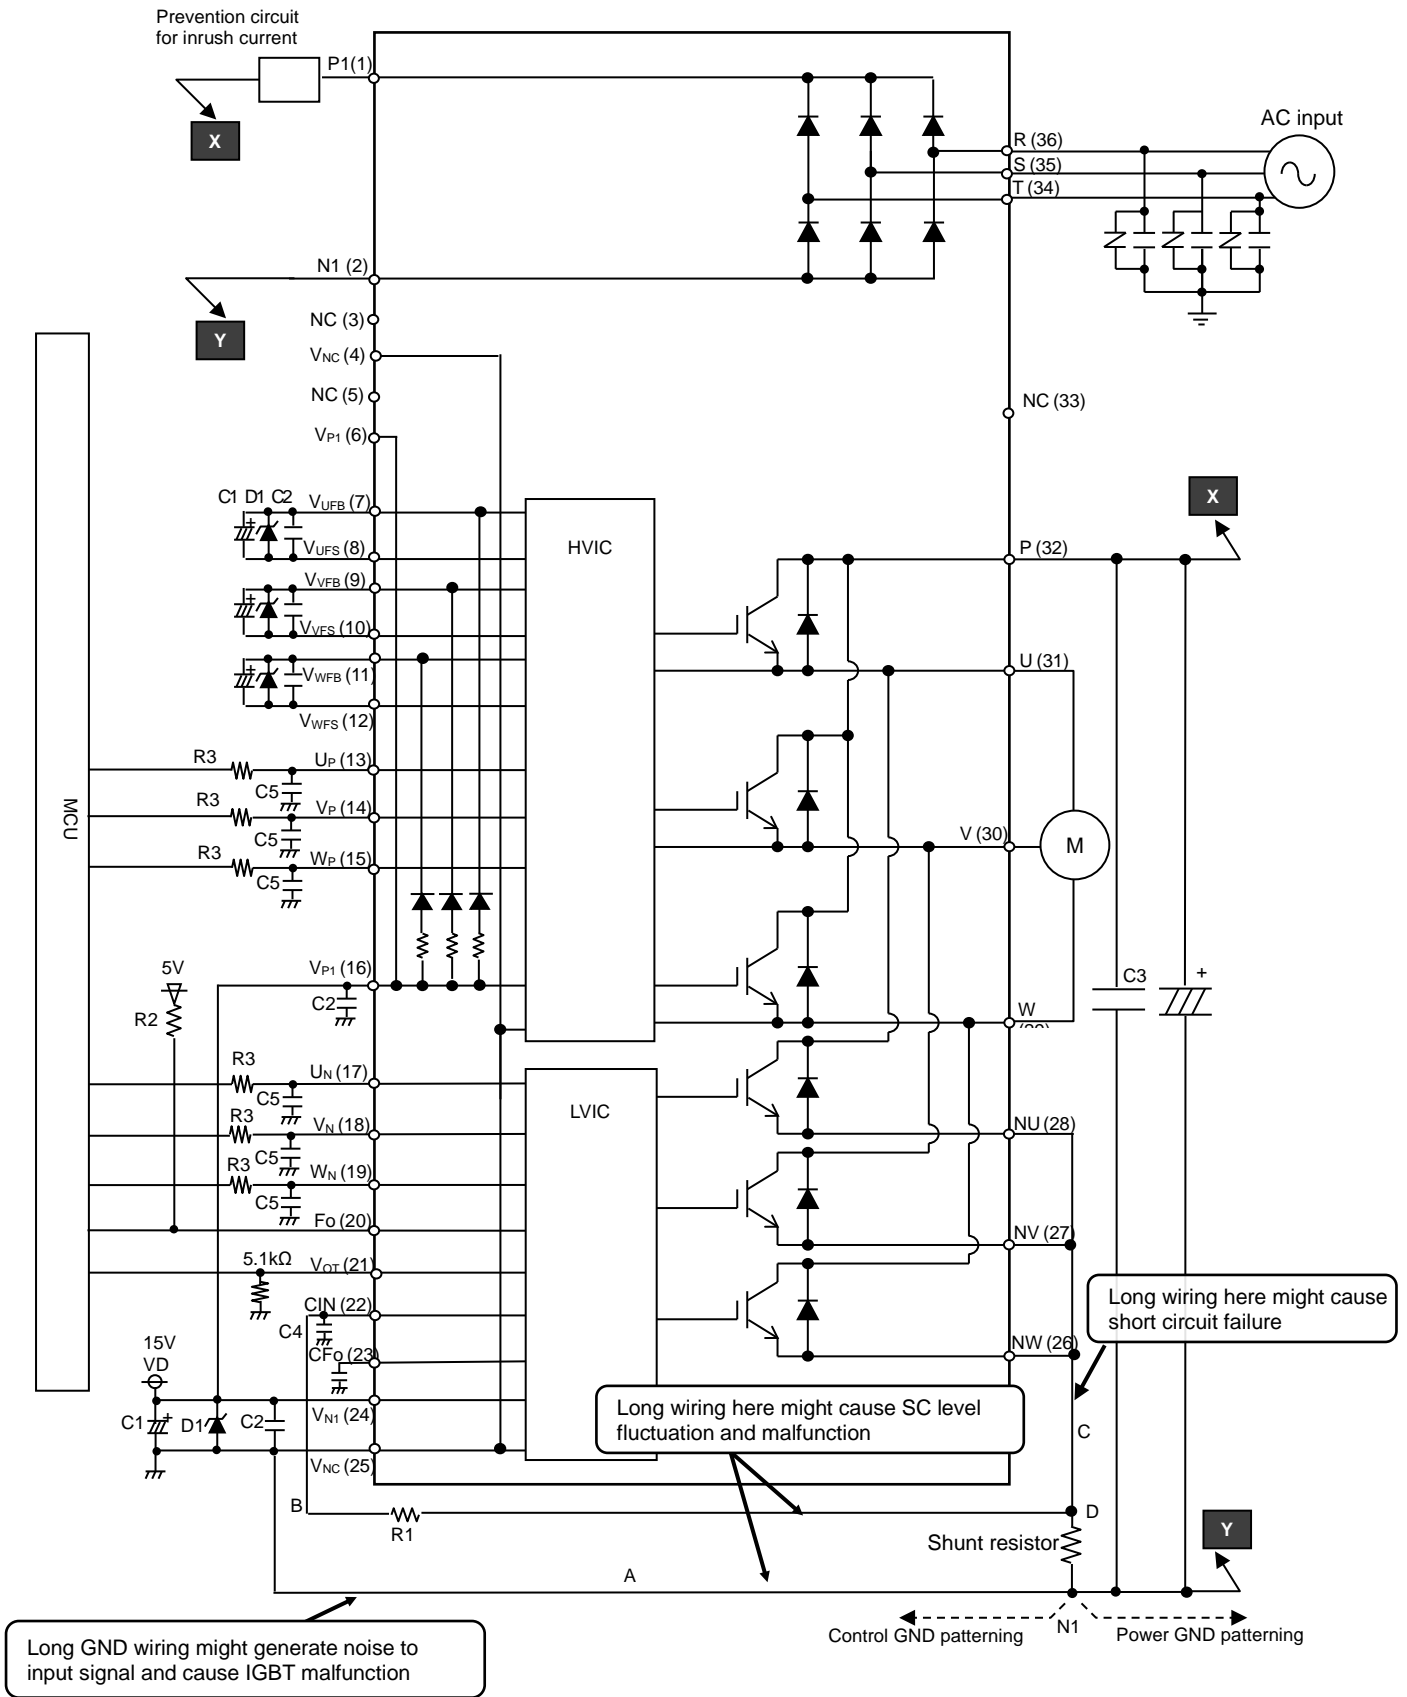 Prevention circuit
for inrush current
P1(1)
X
AC input
R (36)
S (35)
T (34)
N1 (2)
Y
NC (3)
VNC (4)
NC (5)
VP1 (6)
NC (33)
X
C1 D1 C2
VUFB (7)
VUFS (8)
VVFB (9)
VVFS (10)
VWFB (11)
VWFS (12)
HVIC
P (32)
U (31)
R3
UP (13)
C5
R3
VP (14)
C5
R3
WP (15)
C5
MCU
V (30)
M
5V
VP1 (16)
R2
C2
C3
+
W
R3
UN (17)
C5
R3
VN (18)
C5
R3
WN (19)
C5
LVIC
NU (28)
Fo (20)
5.1kΩ
VOT (21)
NV (27)
CIN (22)
C4
CFo (23)
NW (26)
Long wiring here might cause
short circuit failure
15V
VD
C1
+
D1
C2
VN1 (24)
VNC (25)
Long wiring here might cause SC level
fluctuation and malfunction
C
B
R1
D
Shunt resistor
Y
A
N1
Control GND patterning
Power GND patterning
Long GND wiring might generate noise to
input signal and cause IGBT malfunction